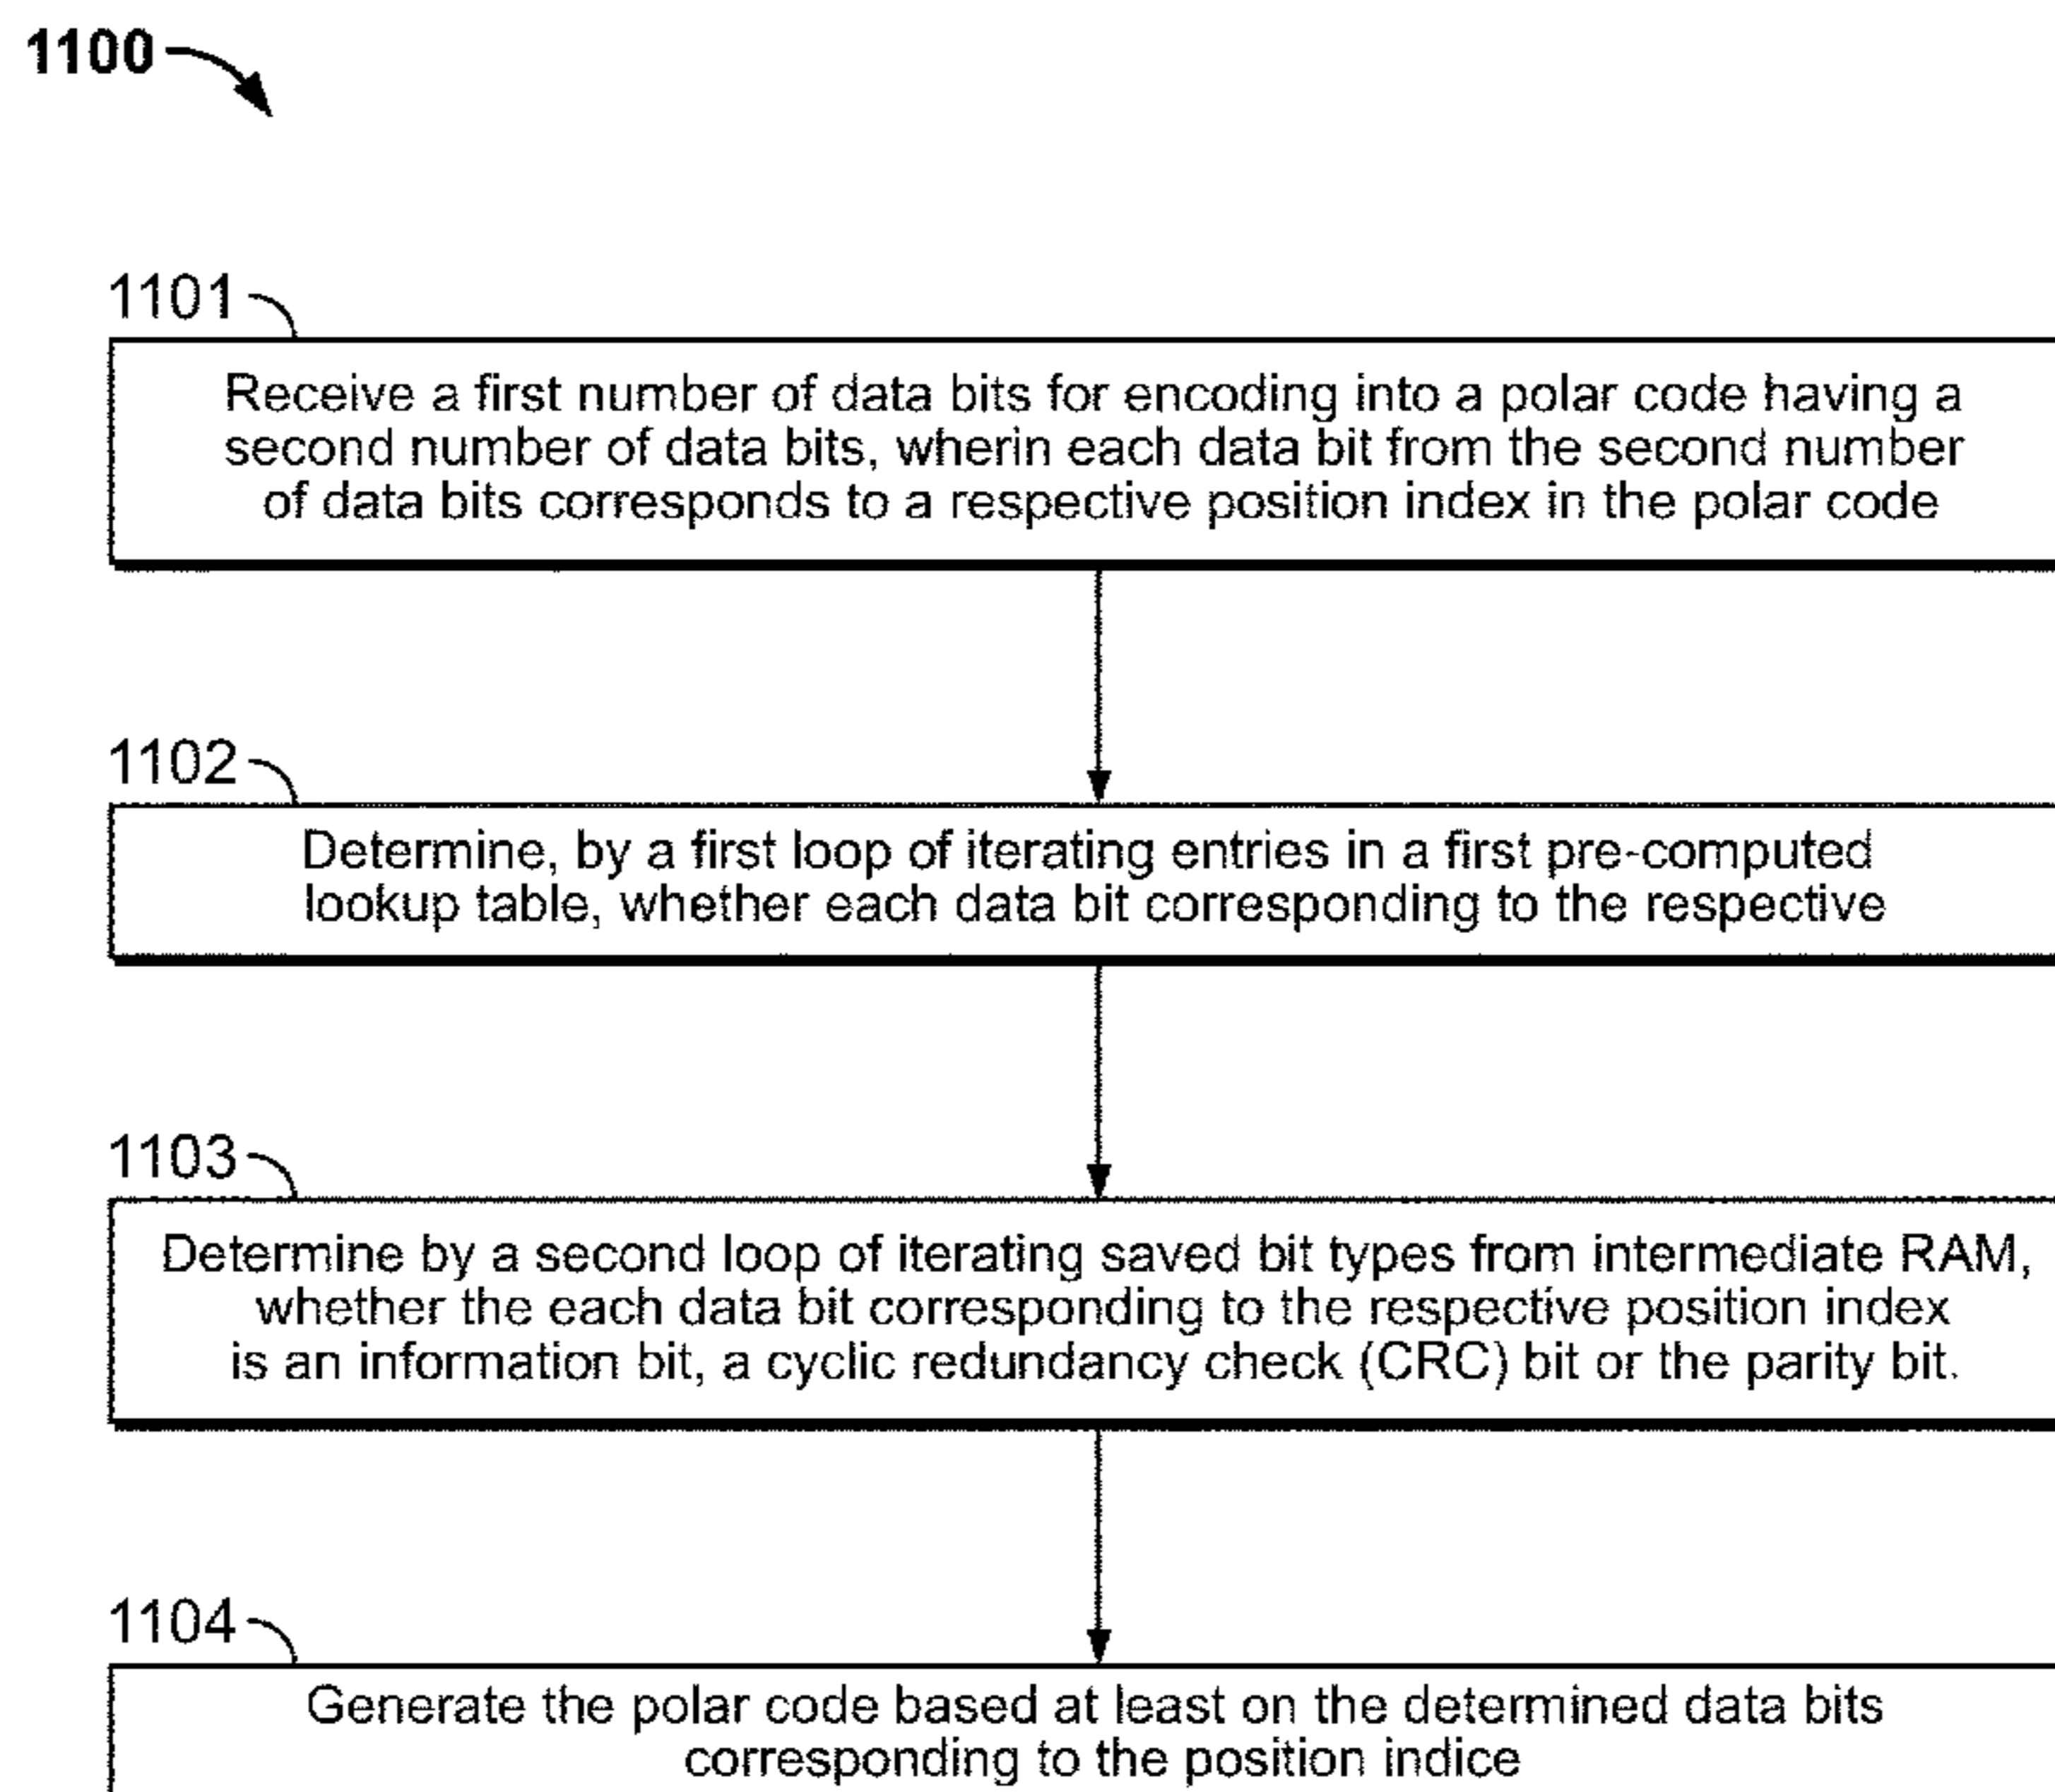 1100
1101
Receive a first number of data bits for encoding into a polar code having a
second number of data bits, wherin each data bit from the second number
of data bits corresponds to a respective position index in the polar code
1102
Determine, by a first loop of iterating entries in a first pre-computed
lookup table, whether each data bit corresponding to the respective
1103
Determine by a second loop of iterating saved bit types from intermediate RAM,
whether the each data bit corresponding to the respective position index
is an information bit, a cyclic redundancy check (CRC) bit or the parity bit.
1104
Generate the polar code based at least on the determined data bits
corresponding to the position indice